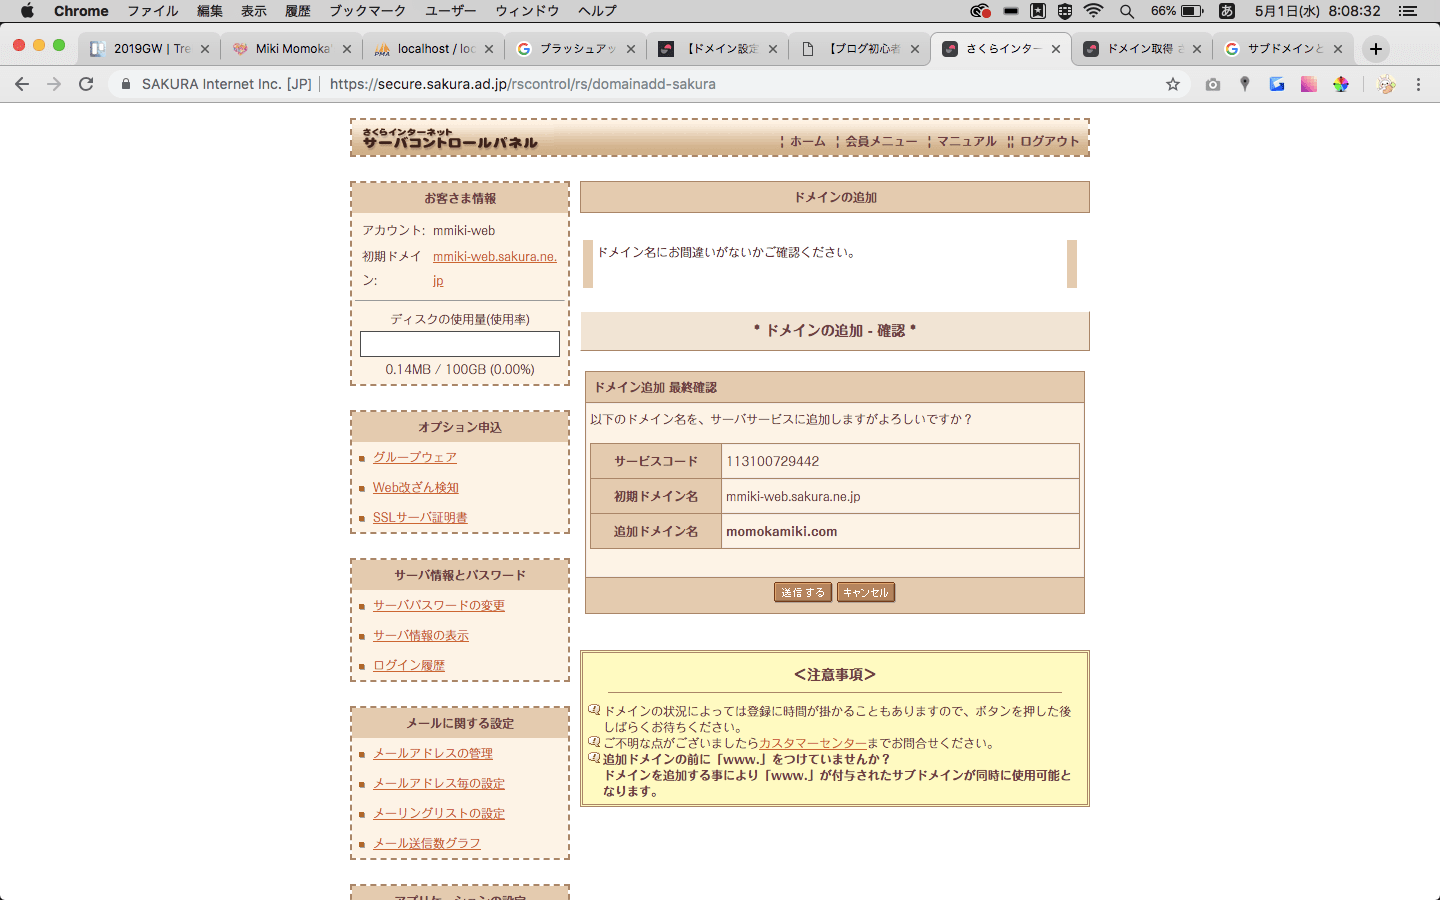 Chrome ファイル 編集 表示 履歴 ブックマーク ユーザー ウィンドウ ヘルプ 66% あ 5月1日(水) 8:08:32
2019GW | Tre
Miki Momoka
localhost / loc
ブラッシュアッ
【ドメイン設定
【ブログ初心者
さくらインター
ドメイン取得 さ
サブドメインと
SAKURA Internet Inc. [JP] | https://secure.sakura.ad.jp/rscontrol/rs/domainadd-sakura
さくらインターネット
サーバコントロールパネル
¦ ホーム ¦ 会員メニュー ¦ マニュアル ¦¦ ログアウト
お客さま情報
アカウント: mmiki-web
初期ドメイン: mmiki-web.sakura.ne.jp
ディスクの使用量(使用率)
0.14MB / 100GB (0.00%)
オプション申込
グループウェア
Web改ざん検知
SSLサーバ証明書
サーバ情報とパスワード
サーバパスワードの変更
サーバ情報の表示
ログイン履歴
メールに関する設定
メールアドレスの管理
メールアドレス毎の設定
メーリングリストの設定
メール送信数グラフ
アプリケーションの設定
ドメインの追加
ドメイン名にお間違いがないかご確認ください。
* ドメインの追加 - 確認 *
ドメイン追加 最終確認
以下のドメイン名を、サーバサービスに追加しますがよろしいですか？
サービスコード 113100729442
初期ドメイン名 mmiki-web.sakura.ne.jp
追加ドメイン名 momokamiki.com
送信する キャンセル
＜注意事項＞
ドメインの状況によっては登録に時間が掛かることもありますので、ボタンを押した後
しばらくお待ちください。
ご不明な点がございましたらカスタマーセンターまでお問合せください。
追加ドメインの前に「www.」をつけていませんか？
ドメインを追加する事により「www.」が付与されたサブドメインが同時に使用可能と
なります。